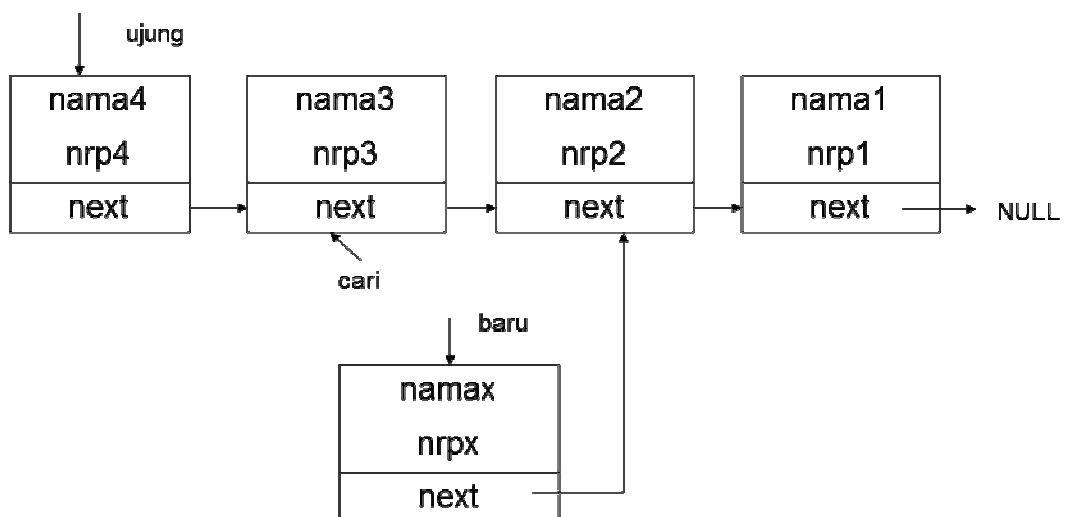 ujung
nama4
nrp4
next
nama3
nrp3
next
nama2
nrp2
next
nama1
nrp1
next
NULL
cari
baru
namax
nrpx
next